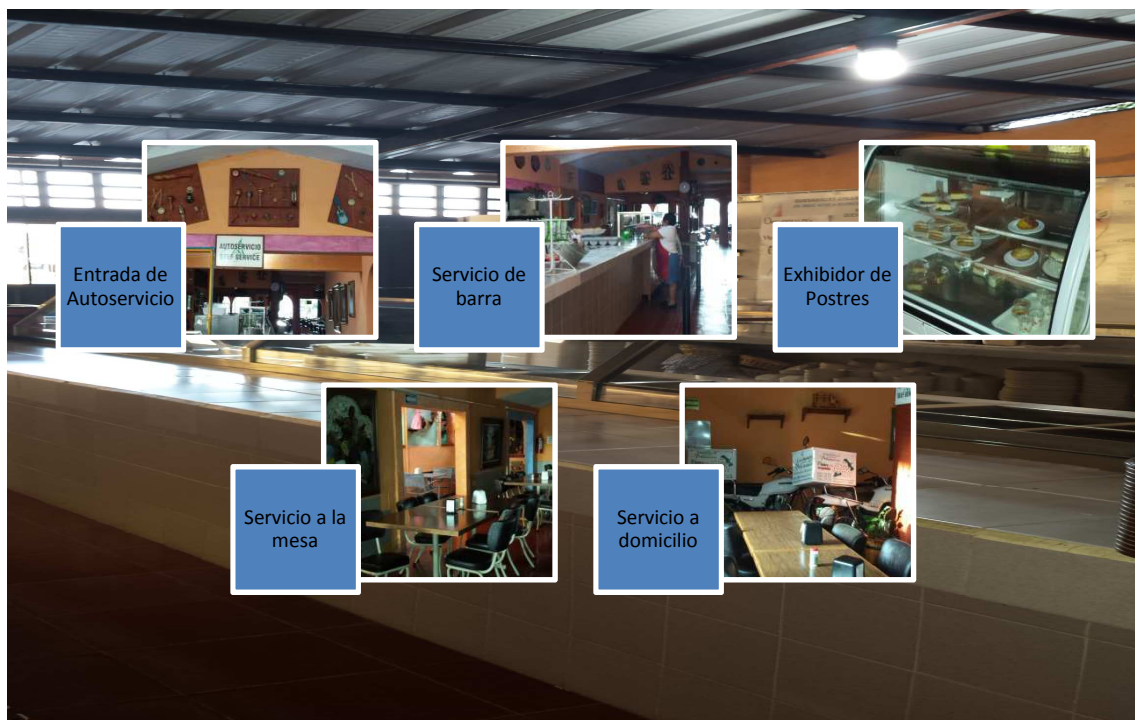 AUTOSERVICIO
SELF SERVICE
Entrada de
Autoservicio
Servicio de
barra
Exhibidor de
Postres
Servicio a la
mesa
Servicio a
domicilio